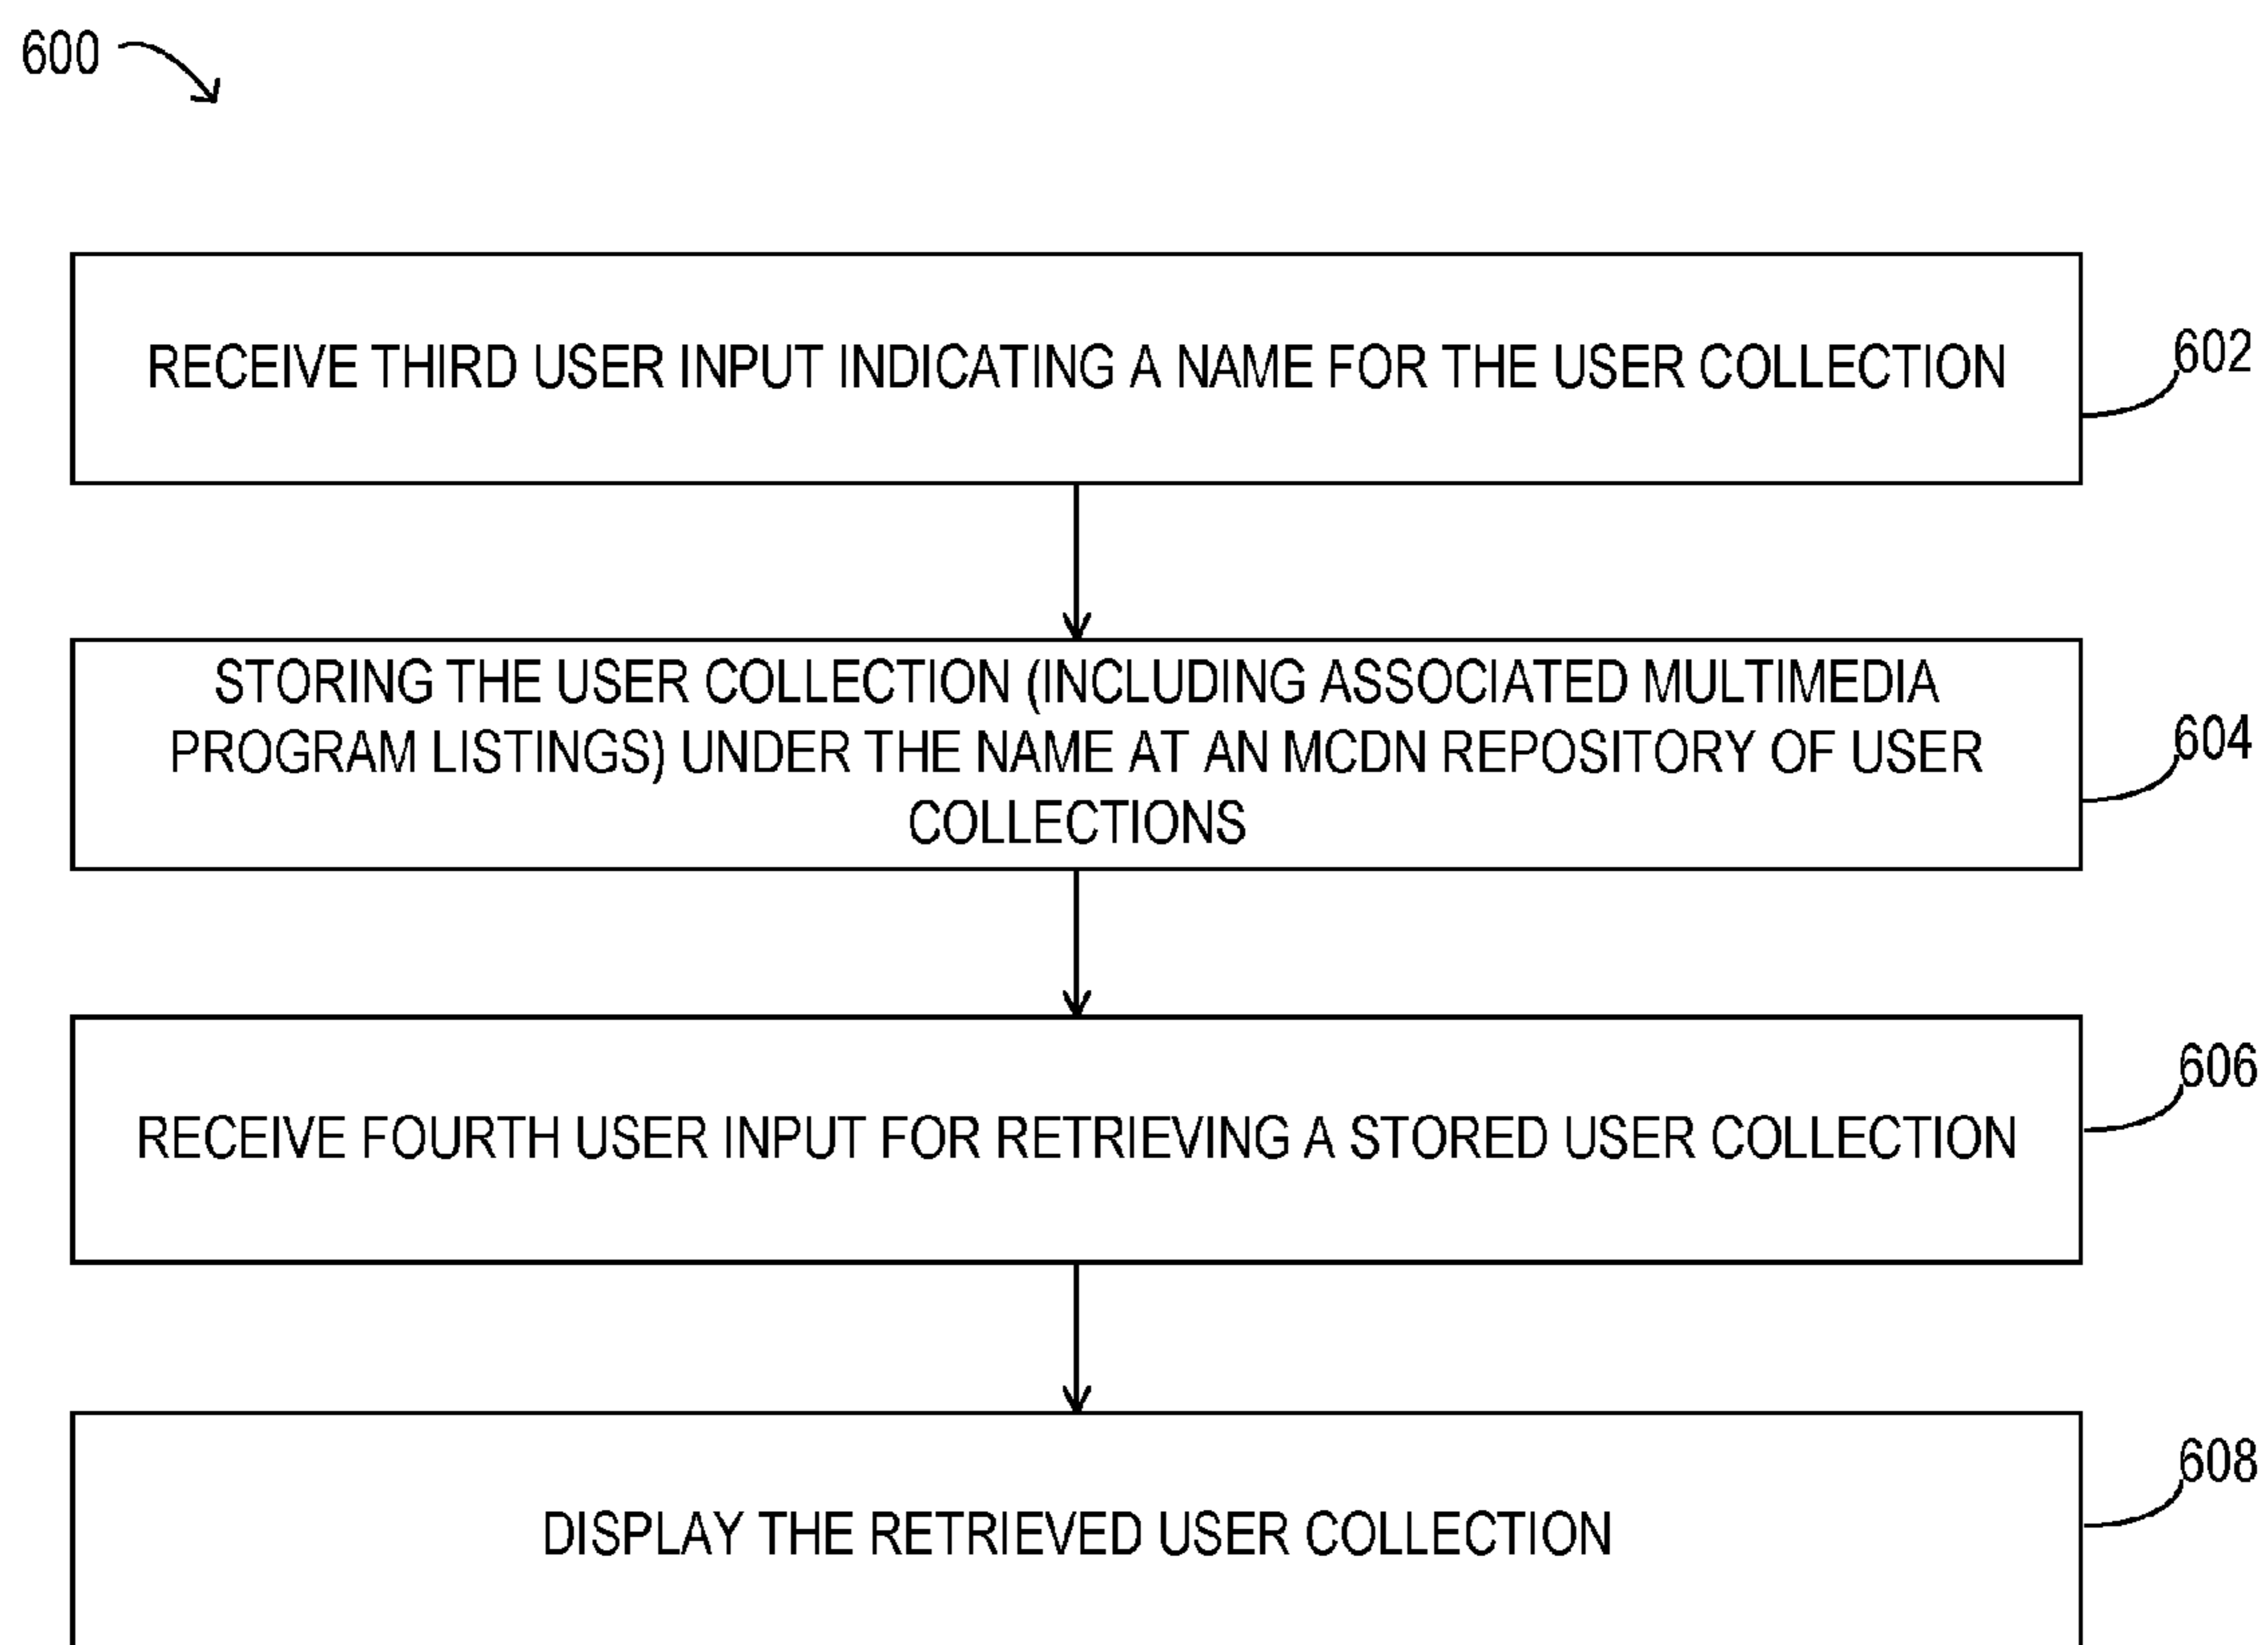 600
RECEIVE THIRD USER INPUT INDICATING A NAME FOR THE USER COLLECTION
602
STORING THE USER COLLECTION (INCLUDING ASSOCIATED MULTIMEDIA
PROGRAM LISTINGS) UNDER THE NAME AT AN MCDN REPOSITORY OF USER
COLLECTIONS
604
RECEIVE FOURTH USER INPUT FOR RETRIEVING A STORED USER COLLECTION
606
DISPLAY THE RETRIEVED USER COLLECTION
608